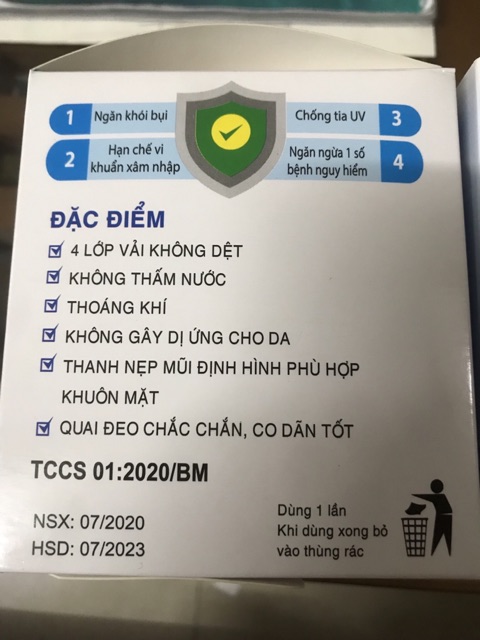 1 Ngăn khói bụi
Chống tia UV 3
2 Hạn chế vi
khuẩn xâm nhập
Ngăn ngừa 1 số
bệnh nguy hiểm 4
ĐẶC ĐIỂM
4 LỚP VẢI KHÔNG DỆT
KHÔNG THẤM NƯỚC
THOÁNG KHÍ
KHÔNG GÂY DỊ ỨNG CHO DA
THANH NẸP MŨI ĐỊNH HÌNH PHÙ HỢP
KHUÔN MẶT
QUAI ĐEO CHẮC CHẮN, CO DÃN TỐT
TCCS 01:2020/BM
NSX: 07/2020
HSD: 07/2023
Dùng 1 lần
Khi dùng xong bỏ
vào thùng rác